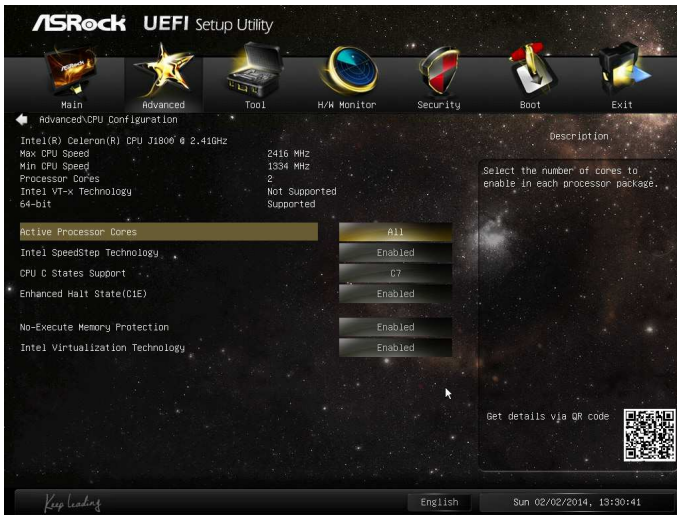 ASRock UEFI Setup Utility
Main Advanced Tool H/W Monitor Security Boot Exit
Advanced\CPU Configuration
Description
Intel(R) Celeron(R) CPU J1800 @ 2.41GHz
Max CPU Speed 2416 MHz
Min CPU Speed 1334 MHz
Processor Cores 2
Intel VT-x Technology Not Supported
64-bit Supported
Select the number of cores to
enable in each processor package.
Active Processor Cores All
Intel SpeedStep Technology Enabled
CPU C States Support C7
Enhanced Halt State(C1E) Enabled
No-Execute Memory Protection Enabled
Intel Virtualization Technology Enabled
Get details via QR code
Keep Leading
English
Sun 02/02/2014, 13:30:41